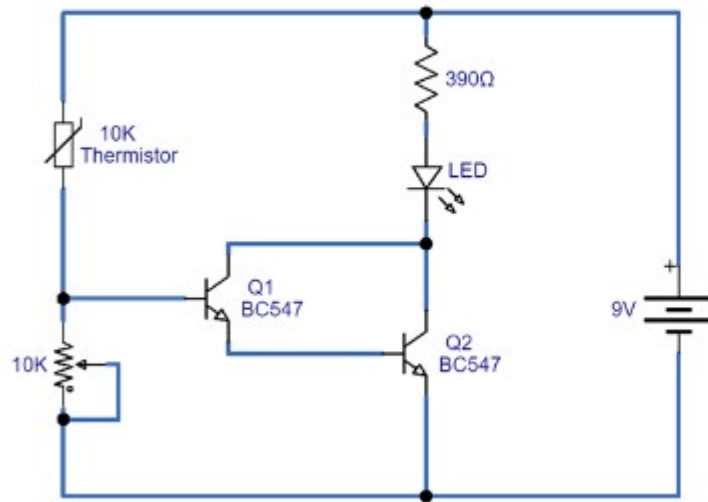 390Ω
10K
Thermistor
LED
+
Q1
BC547
9V
Q2
BC547
10K